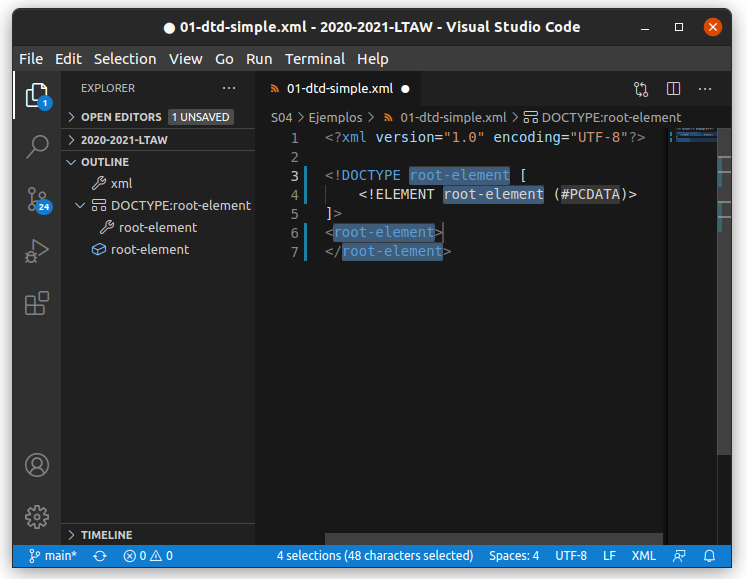 ● 01-dtd-simple.xml - 2020-2021-LTAW - Visual Studio Code
File Edit Selection View Go Run Terminal Help
EXPLORER ···
01-dtd-simple.xml ●
1
OPEN EDITORS 1 UNSAVED
2020-2021-LTAW
OUTLINE
xml
DOCTYPE:root-element
root-element
root-element
24
TIMELINE
S04 > Ejemplos > 01-dtd-simple.xml > DOCTYPE:root-element
1 <?xml version="1.0" encoding="UTF-8"?>
2
3 <!DOCTYPE root-element [
4 <!ELEMENT root-element (#PCDATA)>
5 ]>
6 <root-element>
7 </root-element>
main* 0 0 4 selections (48 characters selected) Spaces: 4 UTF-8 LF XML